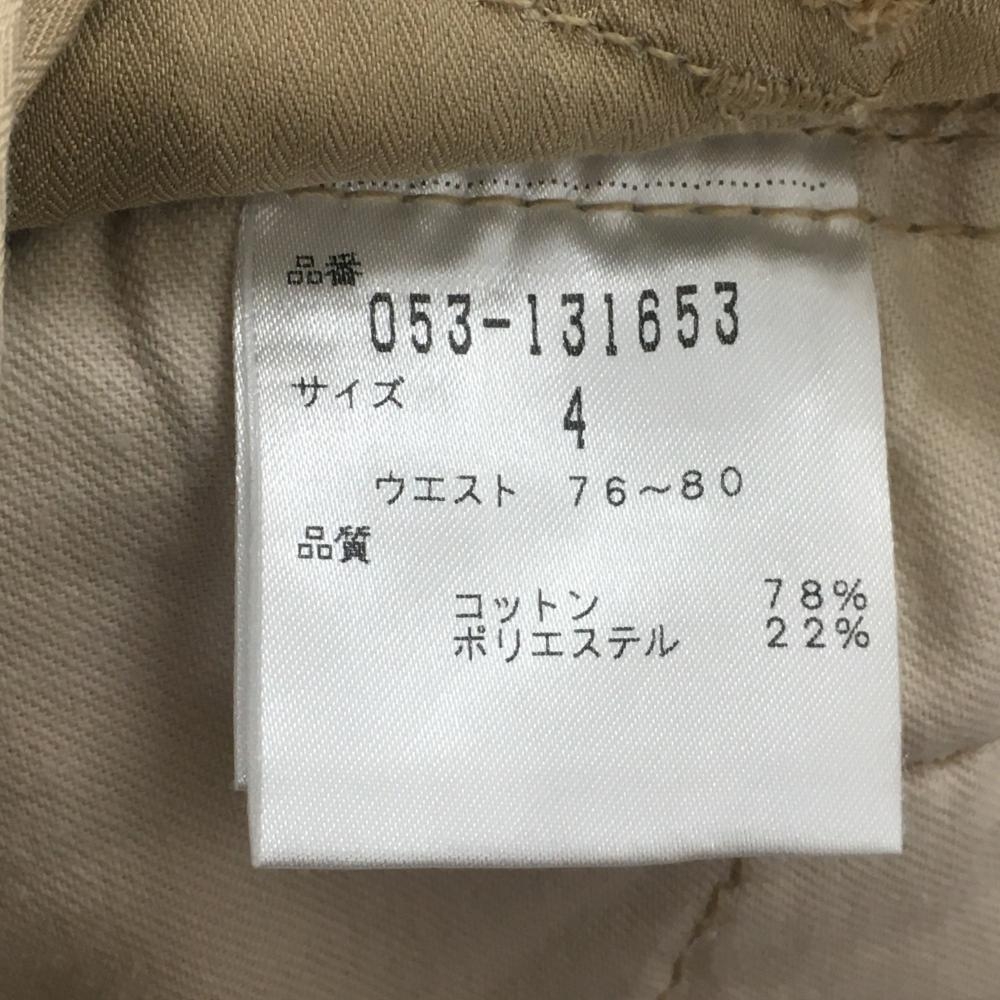 品番
053-131653
サイズ
4
ウエスト 76〜80
品質
コットン 78%
ポリエステル 22%